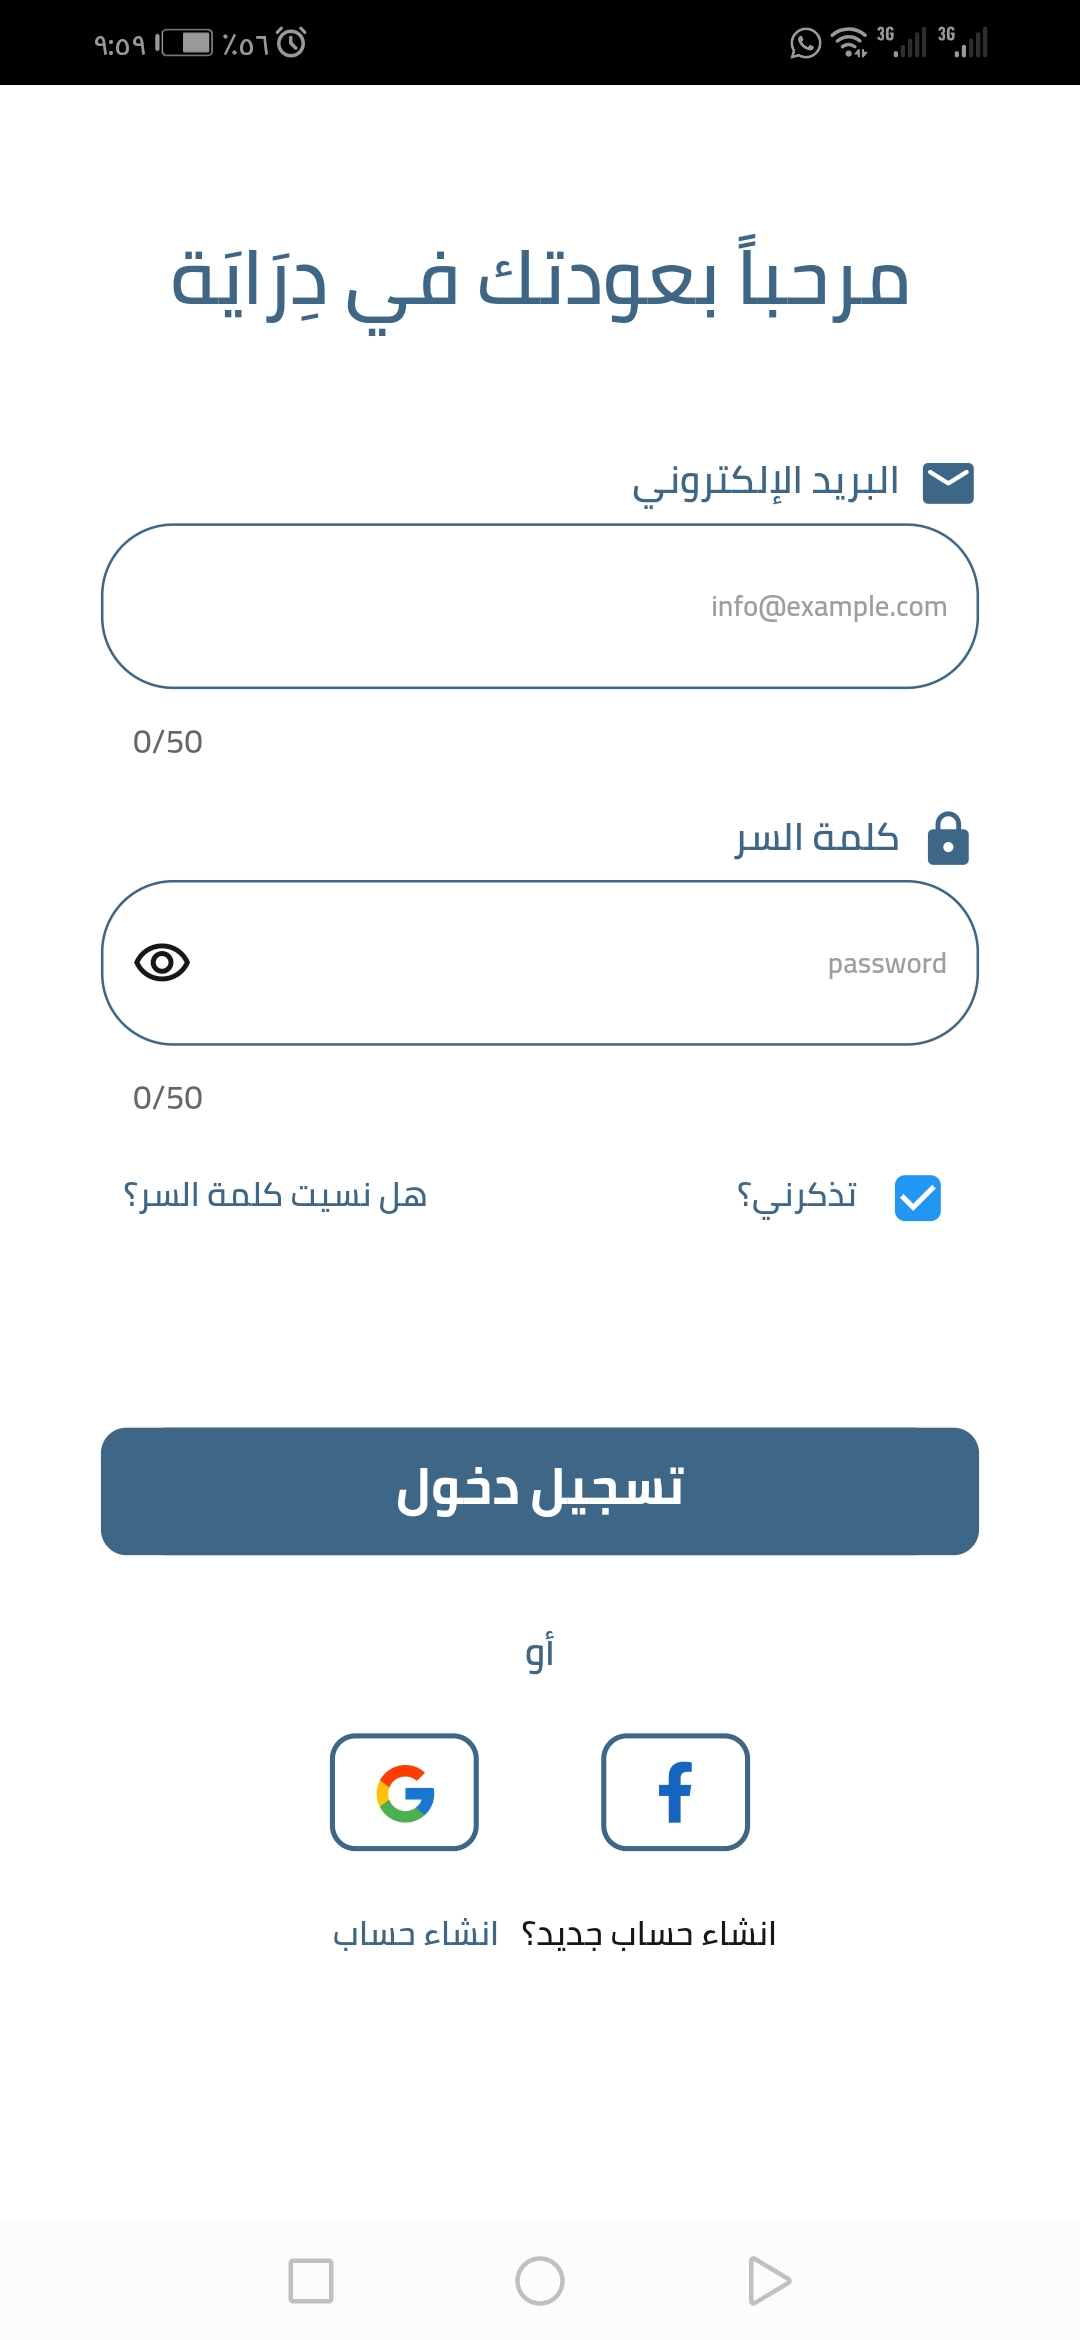 ٩:٥٩ ٪٥٦ 3G 3G
مرحباً بعودتك في دِرَايَة
البريد الإلكتروني
info@example.com
0/50
كلمة السر
password
0/50
تذكرني؟ هل نسيت كلمة السر؟
تسجيل دخول
أو
انشاء حساب جديد؟ انشاء حساب